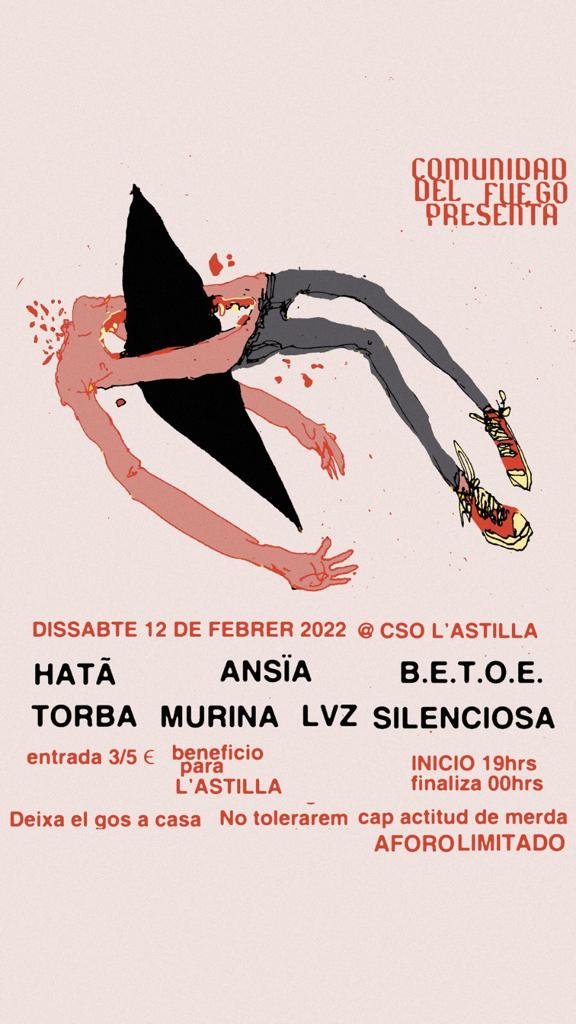 COMUNIDAD
DEL FUEGO
PRESENTA
DISSABTE 12 DE FEBRER 2022 @ CSO L'ASTILLA
HATÃ ANSÏA B.E.T.O.E.
TORBA MURINA LVZ SILENCIOSA
entrada 3/5 €
beneficio
para
L'ASTILLA
INICIO 19hrs
finaliza 00hrs
Deixa el gos a casa No tolerarem cap actitud de merda
AFORO LIMITADO